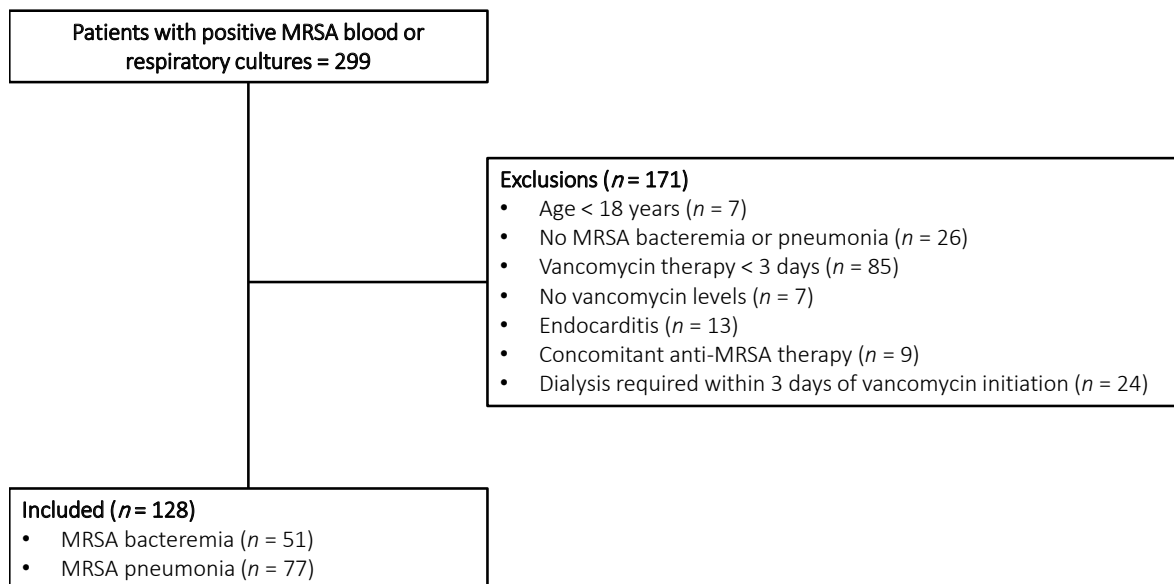 Patients with positive MRSA blood or
respiratory cultures = 299
Exclusions (n = 171)
• Age < 18 years (n = 7)
• No MRSA bacteremia or pneumonia (n = 26)
• Vancomycin therapy < 3 days (n = 85)
• No vancomycin levels (n = 7)
• Endocarditis (n = 13)
• Concomitant anti-MRSA therapy (n = 9)
• Dialysis required within 3 days of vancomycin initiation (n = 24)
Included (n = 128)
• MRSA bacteremia (n = 51)
• MRSA pneumonia (n = 77)